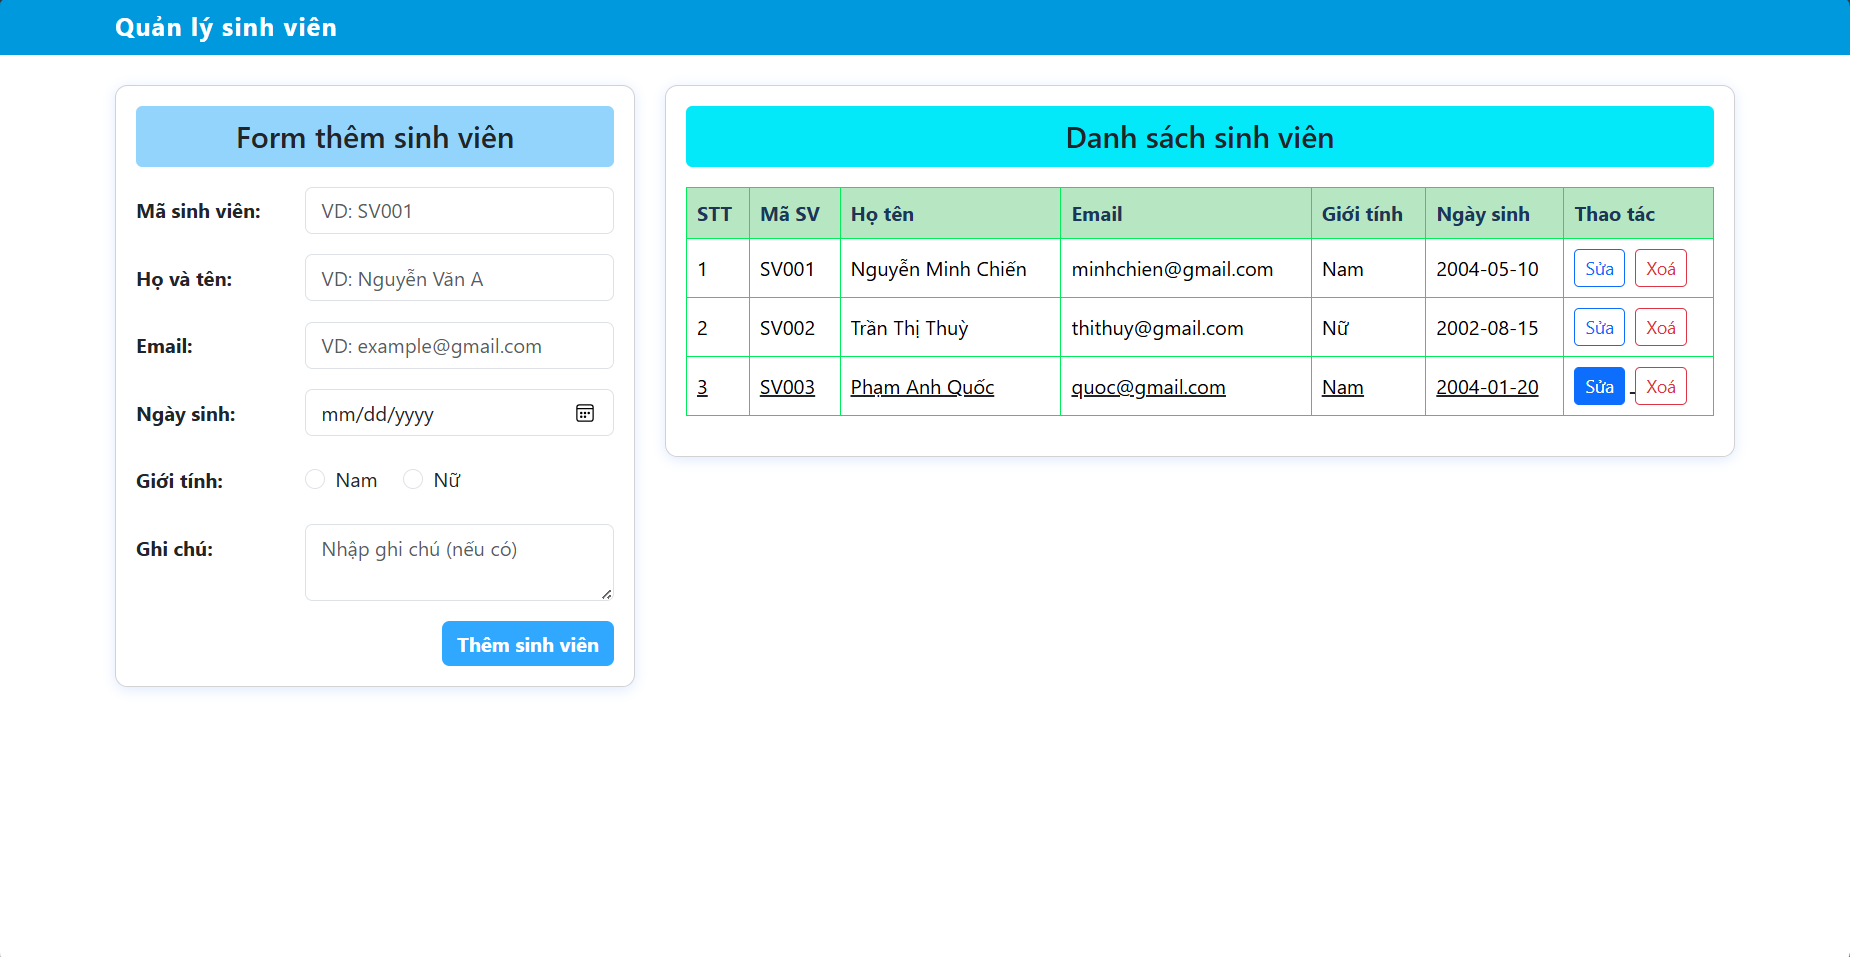 Quản lý sinh viên
Form thêm sinh viên
Mã sinh viên: VD: SV001
Họ và tên: VD: Nguyễn Văn A
Email: VD: example@gmail.com
Ngày sinh: mm/dd/yyyy
Giới tính: Nam Nữ
Ghi chú: Nhập ghi chú (nếu có)
Thêm sinh viên
Danh sách sinh viên
STT Mã SV Họ tên Email Giới tính Ngày sinh Thao tác
1 SV001 Nguyễn Minh Chiến minhchien@gmail.com Nam 2004-05-10 Sửa Xoá
2 SV002 Trần Thị Thuỳ thithuy@gmail.com Nữ 2002-08-15 Sửa Xoá
3 SV003 Phạm Anh Quốc quoc@gmail.com Nam 2004-01-20 Sửa Xoá